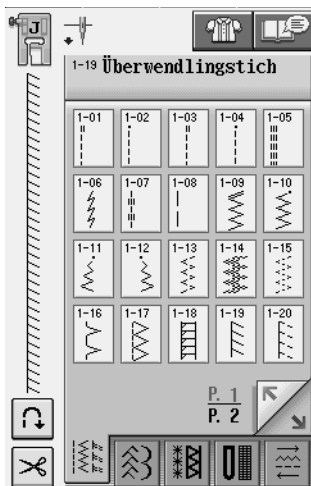 J
1-19 Überwendlingstich
1-01 1-02 1-03 1-04 1-05
1-06 1-07 1-08 1-09 1-10
1-11 1-12 1-13 1-14 1-15
1-16 1-17 1-18 1-19 1-20
P. 1
P. 2